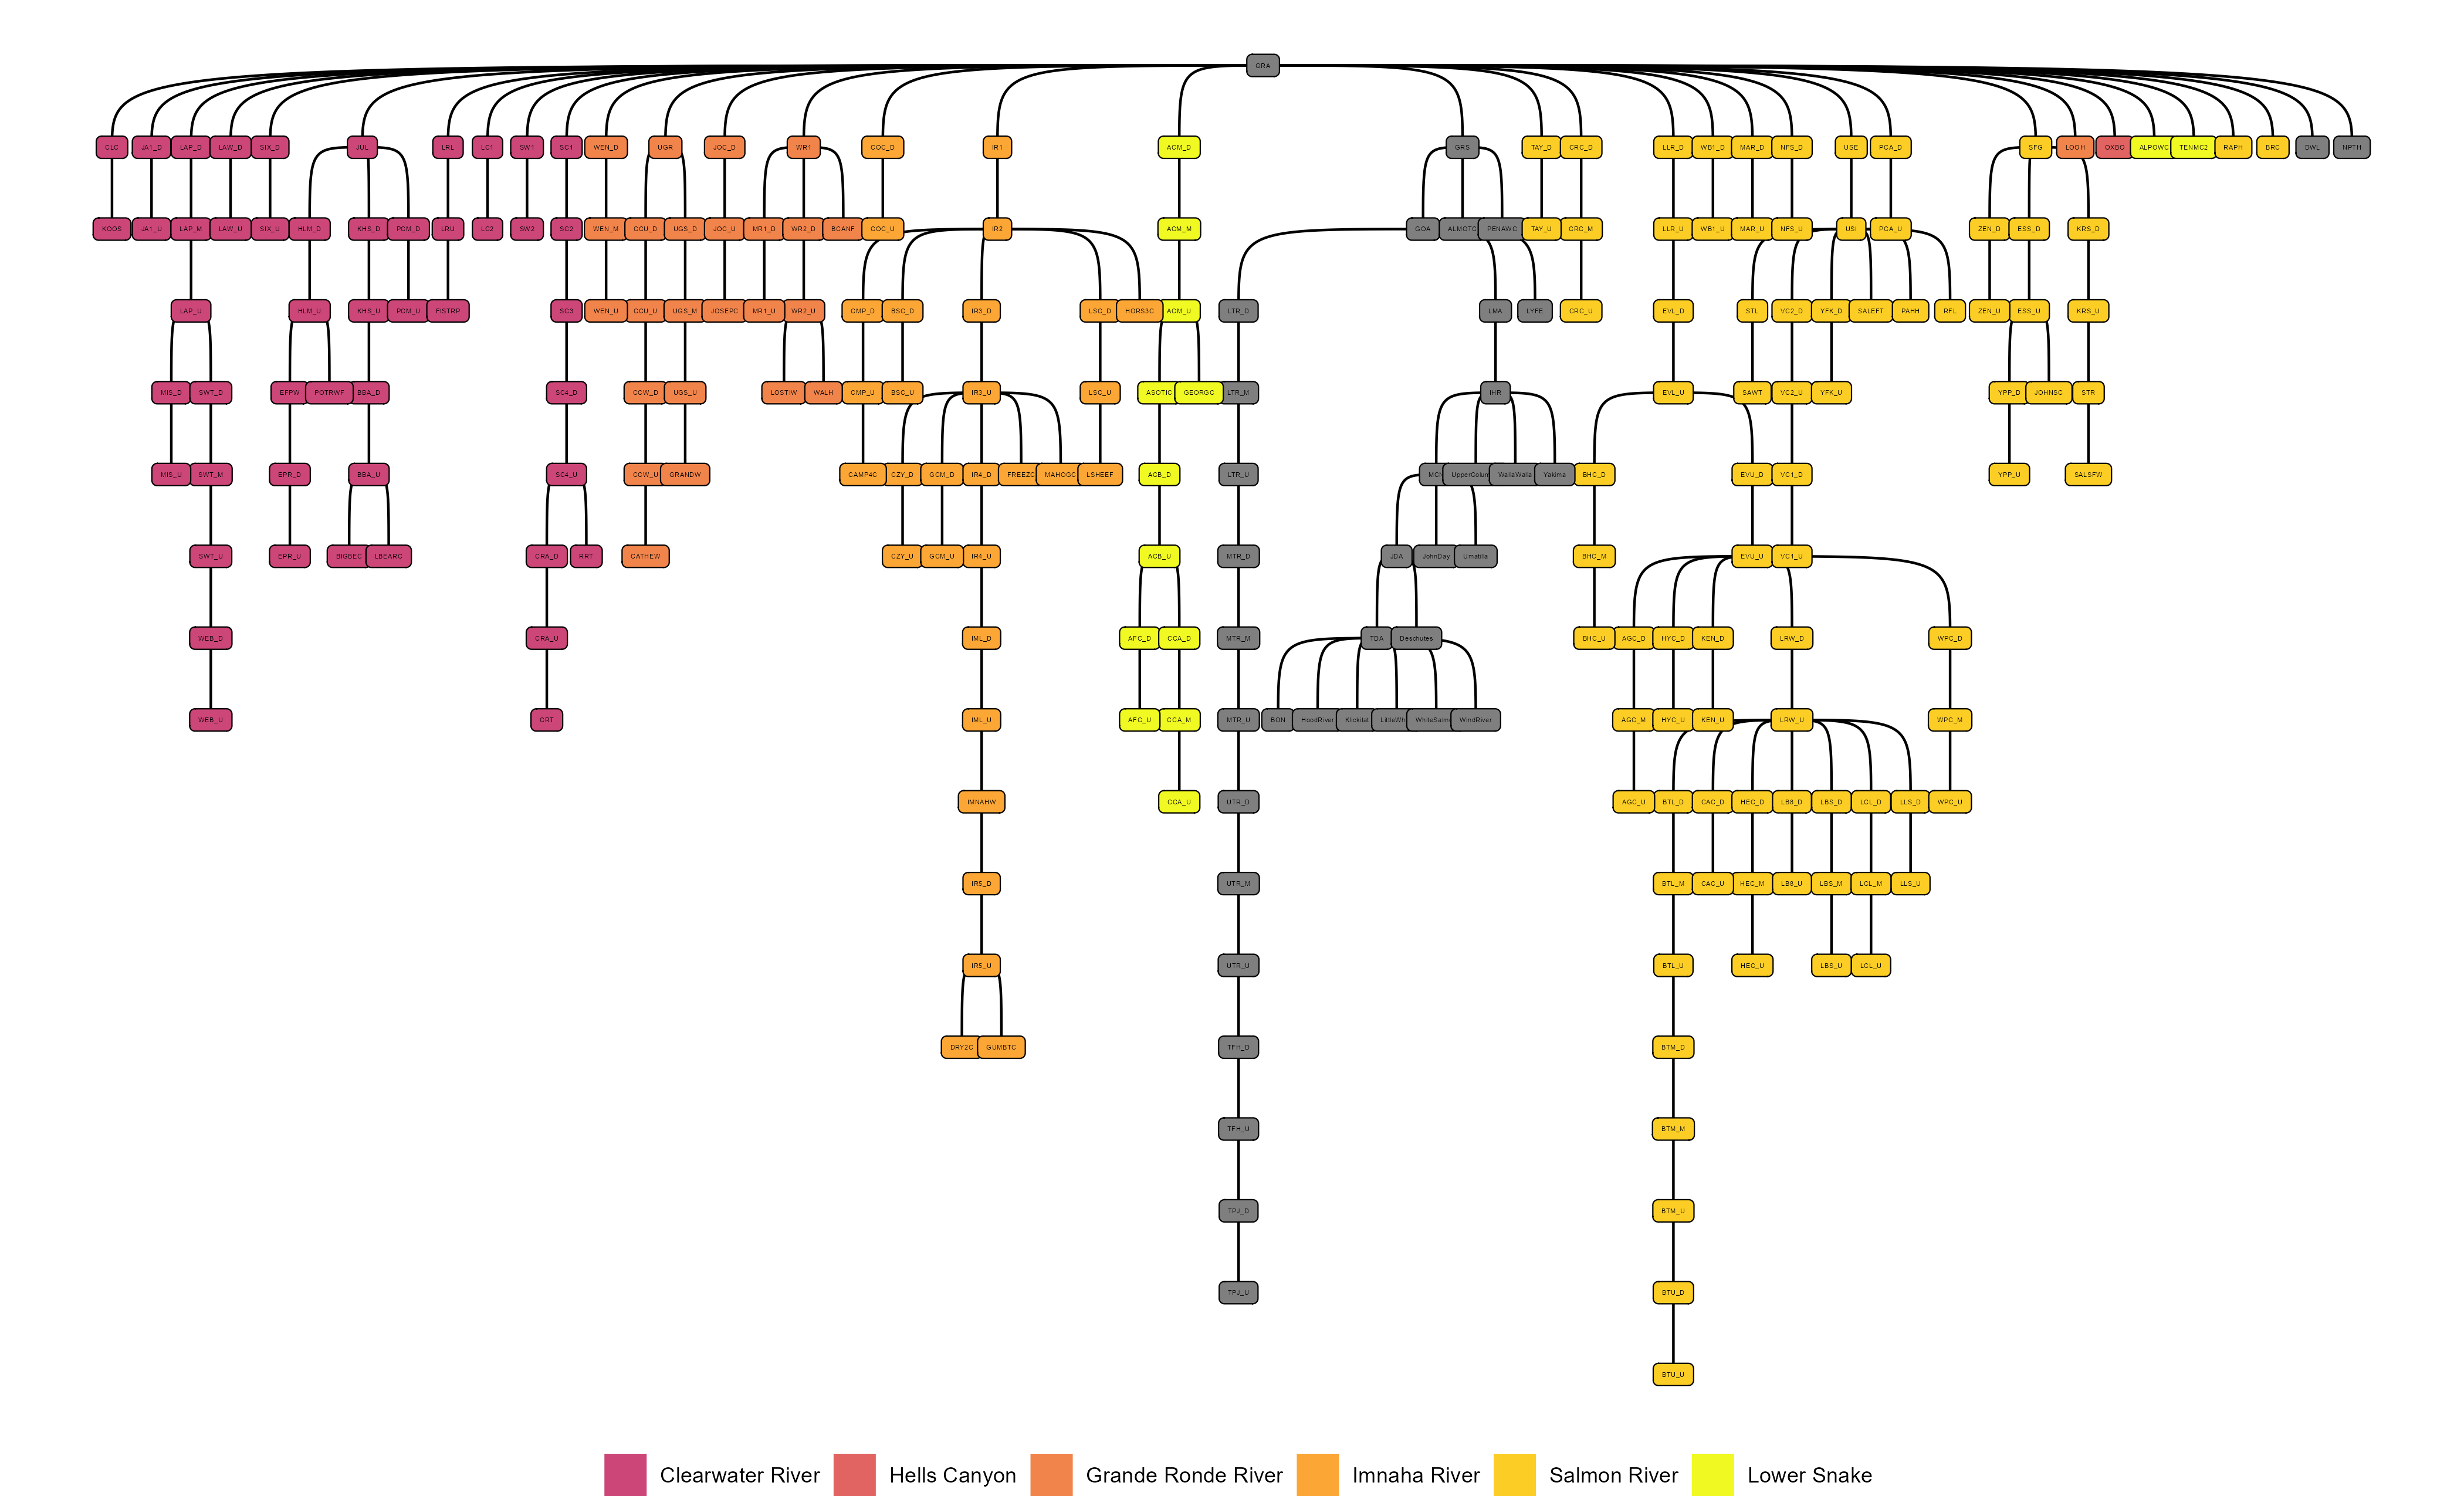 GRA
CLC JA1_D LAP_D LAW_D SIX_D JUL LRL LC1 SW1 SC1 WEN_D UGR JOC_D WR1 COC_D IR1 ACM_D GRS TAY_D CRC_D LLR_D WB1_D MAR_D NFS_D USE PCA_D SFG LOOH OXBO ALPOWC TENMC2 RAPH BRC DWL NPTH
KOOS JA1_U LAP_M LAW_U SIX_U HLM_D KHS_D PCM_D LRU LC2 SW2 SC2 WEN_M CCU_D UGS_D JOC_U MR1_D WR2_D BCANF COC_U IR2 ACM_M GOA ALMOTC PENAWC TAY_U CRC_M LLR_U WB1_U MAR_U NFS_U USI PCA_U ZEN_D ESS_D KRS_D
LAP_U HLM_U KHS_U PCM_U FISTRP SC3 WEN_U CCU_U UGS_M JOSEPC MR1_U WR2_U CMP_D BSC_D IR3_D LSC_D HORS3C ACM_U LTR_D LMA LYFE CRC_U EVL_D STL VC2_D YFK_D SALEFT PAHH RFL ZEN_U ESS_U KRS_U
MIS_D SWT_D EFPW POTRWF BBA_D SC4_D CCW_D UGS_U LOSTIW WALH CMP_U BSC_U IR3_U LSC_U ASOTIC GEORGC LTR_M IHR EVL_U SAWT VC2_U YFK_U YPP_D JOHNSC STR
MIS_U SWT_M EPR_D BBA_U SC4_U CCW_U GRANDW CAMP4C CZY_D GCM_D IR4_D FREEZC MAHOGC LSHEEF ACB_D LTR_U WallaWalla Yakima BHC_D EVU_D VC1_D YPP_U SALSFW
SWT_U EPR_U BIGBEC LBEARC CRA_D RRT CATHEW CZY_U GCM_U IR4_U ACB_U MTR_D JDA JohnDay Umatilla BHC_M EVU_U VC1_U
WEB_D CRA_U IML_D AFC_D CCA_D MTR_M TDA Deschutes BHC_U AGC_D HYC_D KEN_D LRW_D WPC_D
WEB_U CRT IML_U AFC_U CCA_M MTR_U BON HoodRiver Klickitat WindRiver AGC_M HYC_U KEN_U LRW_U WPC_M
IMNAHW CCA_U UTR_D AGC_U BTL_D CAC_D HEC_D LB8_D LBS_D LCL_D LLS_D WPC_U
IR5_D UTR_M BTL_M CAC_U HEC_M LB8_U LBS_M LCL_M LLS_U
IR5_U UTR_U BTL_U HEC_U LBS_U LCL_U
DRY2C GUMBTC TFH_D BTM_D
TFH_U BTM_M
TPJ_D BTM_U
TPJ_U BTU_D
BTU_U
Clearwater River Hells Canyon Grande Ronde River Imnaha River Salmon River Lower Snake